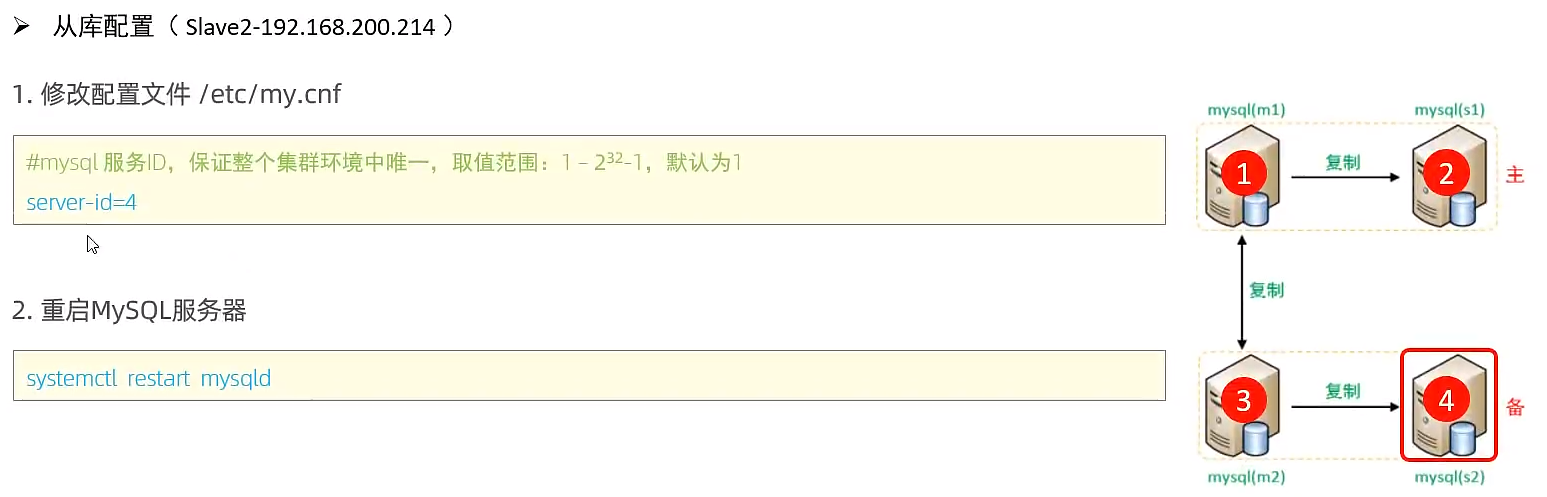 ➢ 从库配置（ Slave2-192.168.200.214 ）
1. 修改配置文件 /etc/my.cnf
#mysql 服务ID，保证整个集群环境中唯一，取值范围：1 – 2³²-1，默认为1
server-id=4
2. 重启MySQL服务器
systemctl restart mysqld
mysql(m1)
mysql(s1)
1
复制
2
主
复制
3
复制
4
备
mysql(m2)
mysql(s2)